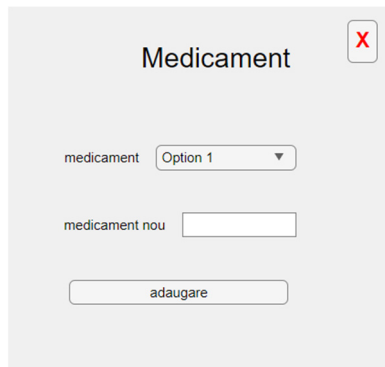 X
Medicament
medicament Option 1
medicament nou
adaugare